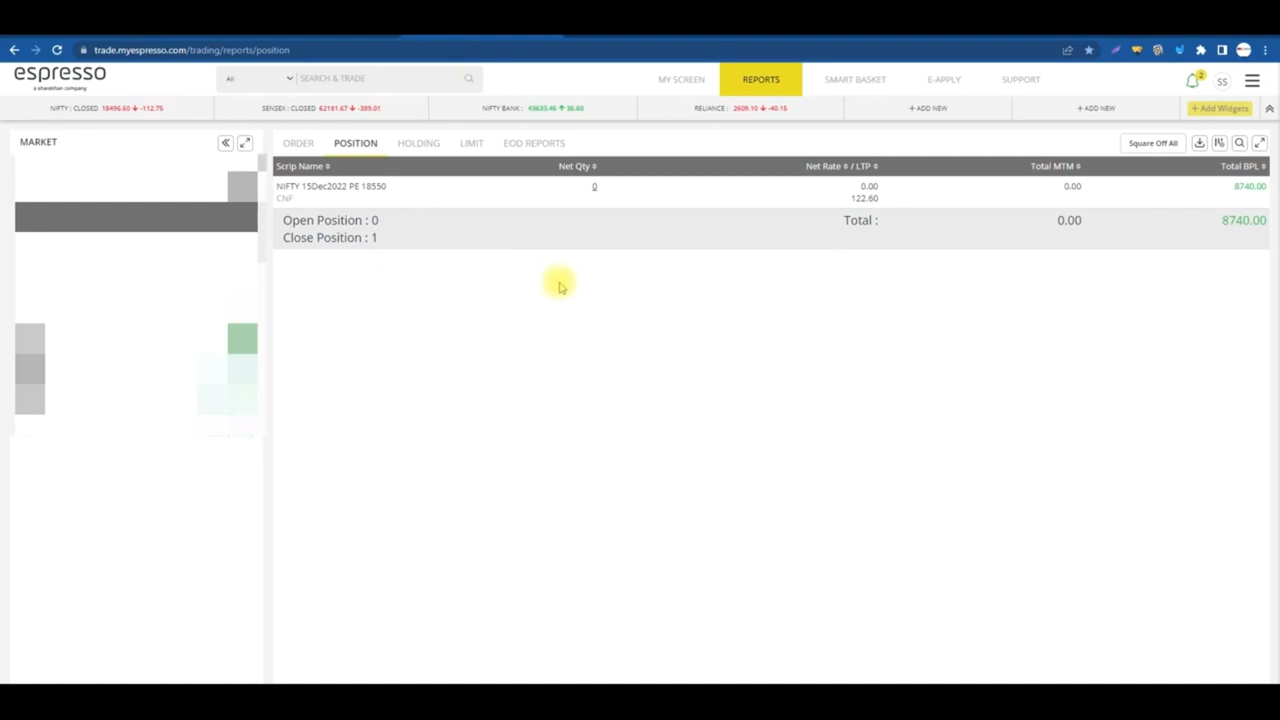 trade.myespresso.com/trading/reports/position
espresso
a sharekhan company
All
SEARCH & TRADE
MY SCREEN
REPORTS
SMART BASKET
E-APPLY
SUPPORT
2
SS
NIFTY : CLOSED 18496.60 -112.75
SENSEX : CLOSED 62181.67 -389.01
NIFTY BANK : 43633.45 36.60
RELIANCE : 2609.10 -40.15
+ ADD NEW
+ ADD NEW
+ Add Widgets
MARKET
ORDER
POSITION
HOLDING
LIMIT
EOD REPORTS
Square Off All
Scrip Name Net Qty Net Rate / LTP Total MTM Total BPL
NIFTY 15Dec2022 PE 18550 0 0.00 0.00 8740.00
CNF 122.60
Open Position : 0 Total : 0.00 8740.00
Close Position : 1